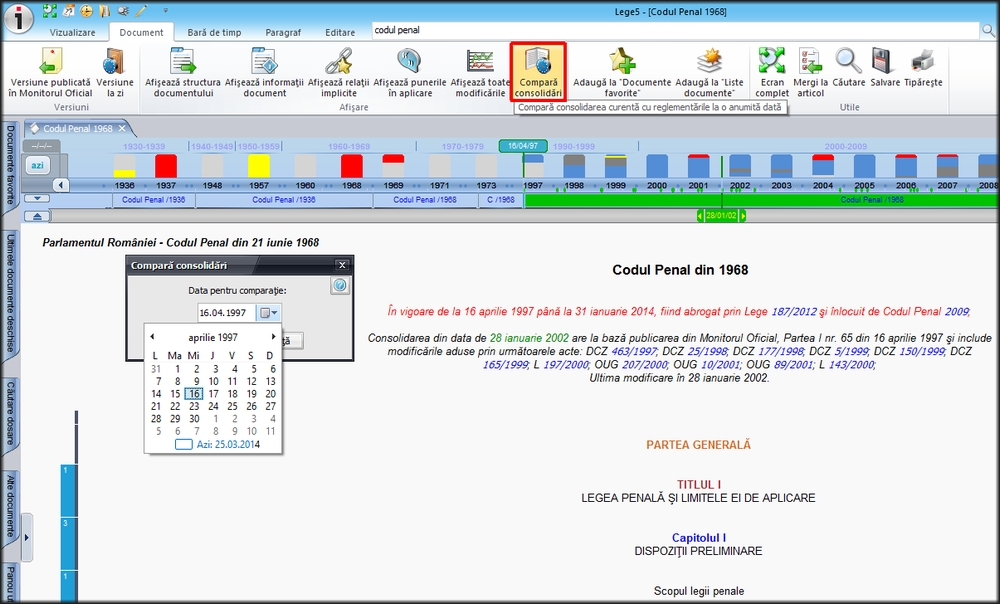 Lege5 - [Codul Penal 1968]
Vizualizare Document Bară de timp Paragraf Editare codul penal
Versiune publicată în Monitorul Oficial
Versiune la zi
Afișează structura documentului
Afișează informații document
Afișează relații implicite
Afișează punerile în aplicare
Afișează toate modificările
Compară consolidări
Adaugă la "Documente favorite"
Adaugă la "Liste documente"
Ecran complet
Mergi la articol
Căutare
Salvare
Tipărește
Versiuni Afișare Utile
Compară consolidarea curentă cu reglementările la o anumită dată
Codul Penal 1968
--/--/--
1930-1939 1940-1949 1950-1959 1960-1969 1970-1979 16/04/97 1990-1999 2000-2009
azi
1936 1937 1948 1957 1960 1968 1969 1971 1973 1997 1998 1999 2000 2001 2002 2003 2004 2005 2006 2007 2008
Codul Penal /1936 Codul Penal /1936 Codul Penal /1968 C /1968 Codul Penal /1968
28/01/02
Documente favorite
Ultimele documente deschise
Căutare dosare
Alte documente
Panou u
Parlamentul României - Codul Penal din 21 iunie 1968
Compară consolidări
Data pentru comparație:
16.04.1997
ță
aprilie 1997
L Ma Mi J V S D
31 1 2 3 4 5 6
7 8 9 10 11 12 13
14 15 16 17 18 19 20
21 22 23 24 25 26 27
28 29 30 1 2 3 4
5 6 7 8 9 10 11
Azi: 25.03.2014
1
3
1
Codul Penal din 1968
În vigoare de la 16 aprilie 1997 până la 31 ianuarie 2014, fiind abrogat prin Lege 187/2012 și înlocuit de Codul Penal 2009;
Consolidarea din data de 28 ianuarie 2002 are la bază publicarea din Monitorul Oficial, Partea I nr. 65 din 16 aprilie 1997 și include
modificările aduse prin următoarele acte: DCZ 463/1997; DCZ 25/1998; DCZ 177/1998; DCZ 5/1999; DCZ 150/1999; DCZ
165/1999; L 197/2000; OUG 207/2000; OUG 10/2001; OUG 89/2001; L 143/2000;
Ultima modificare în 28 ianuarie 2002.
PARTEA GENERALĂ
TITLUL I
LEGEA PENALĂ ŞI LIMITELE EI DE APLICARE
Capitolul I
DISPOZIŢII PRELIMINARE
Scopul legii penale